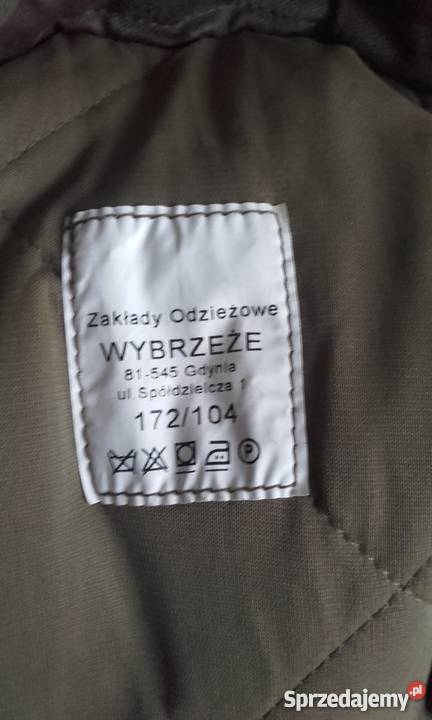 Zakłady Odzieżowe
WYBRZEŻE
81-545 Gdynia
ul.Spółdzielcza 1
172/104
P
Sprzedajemy.pl